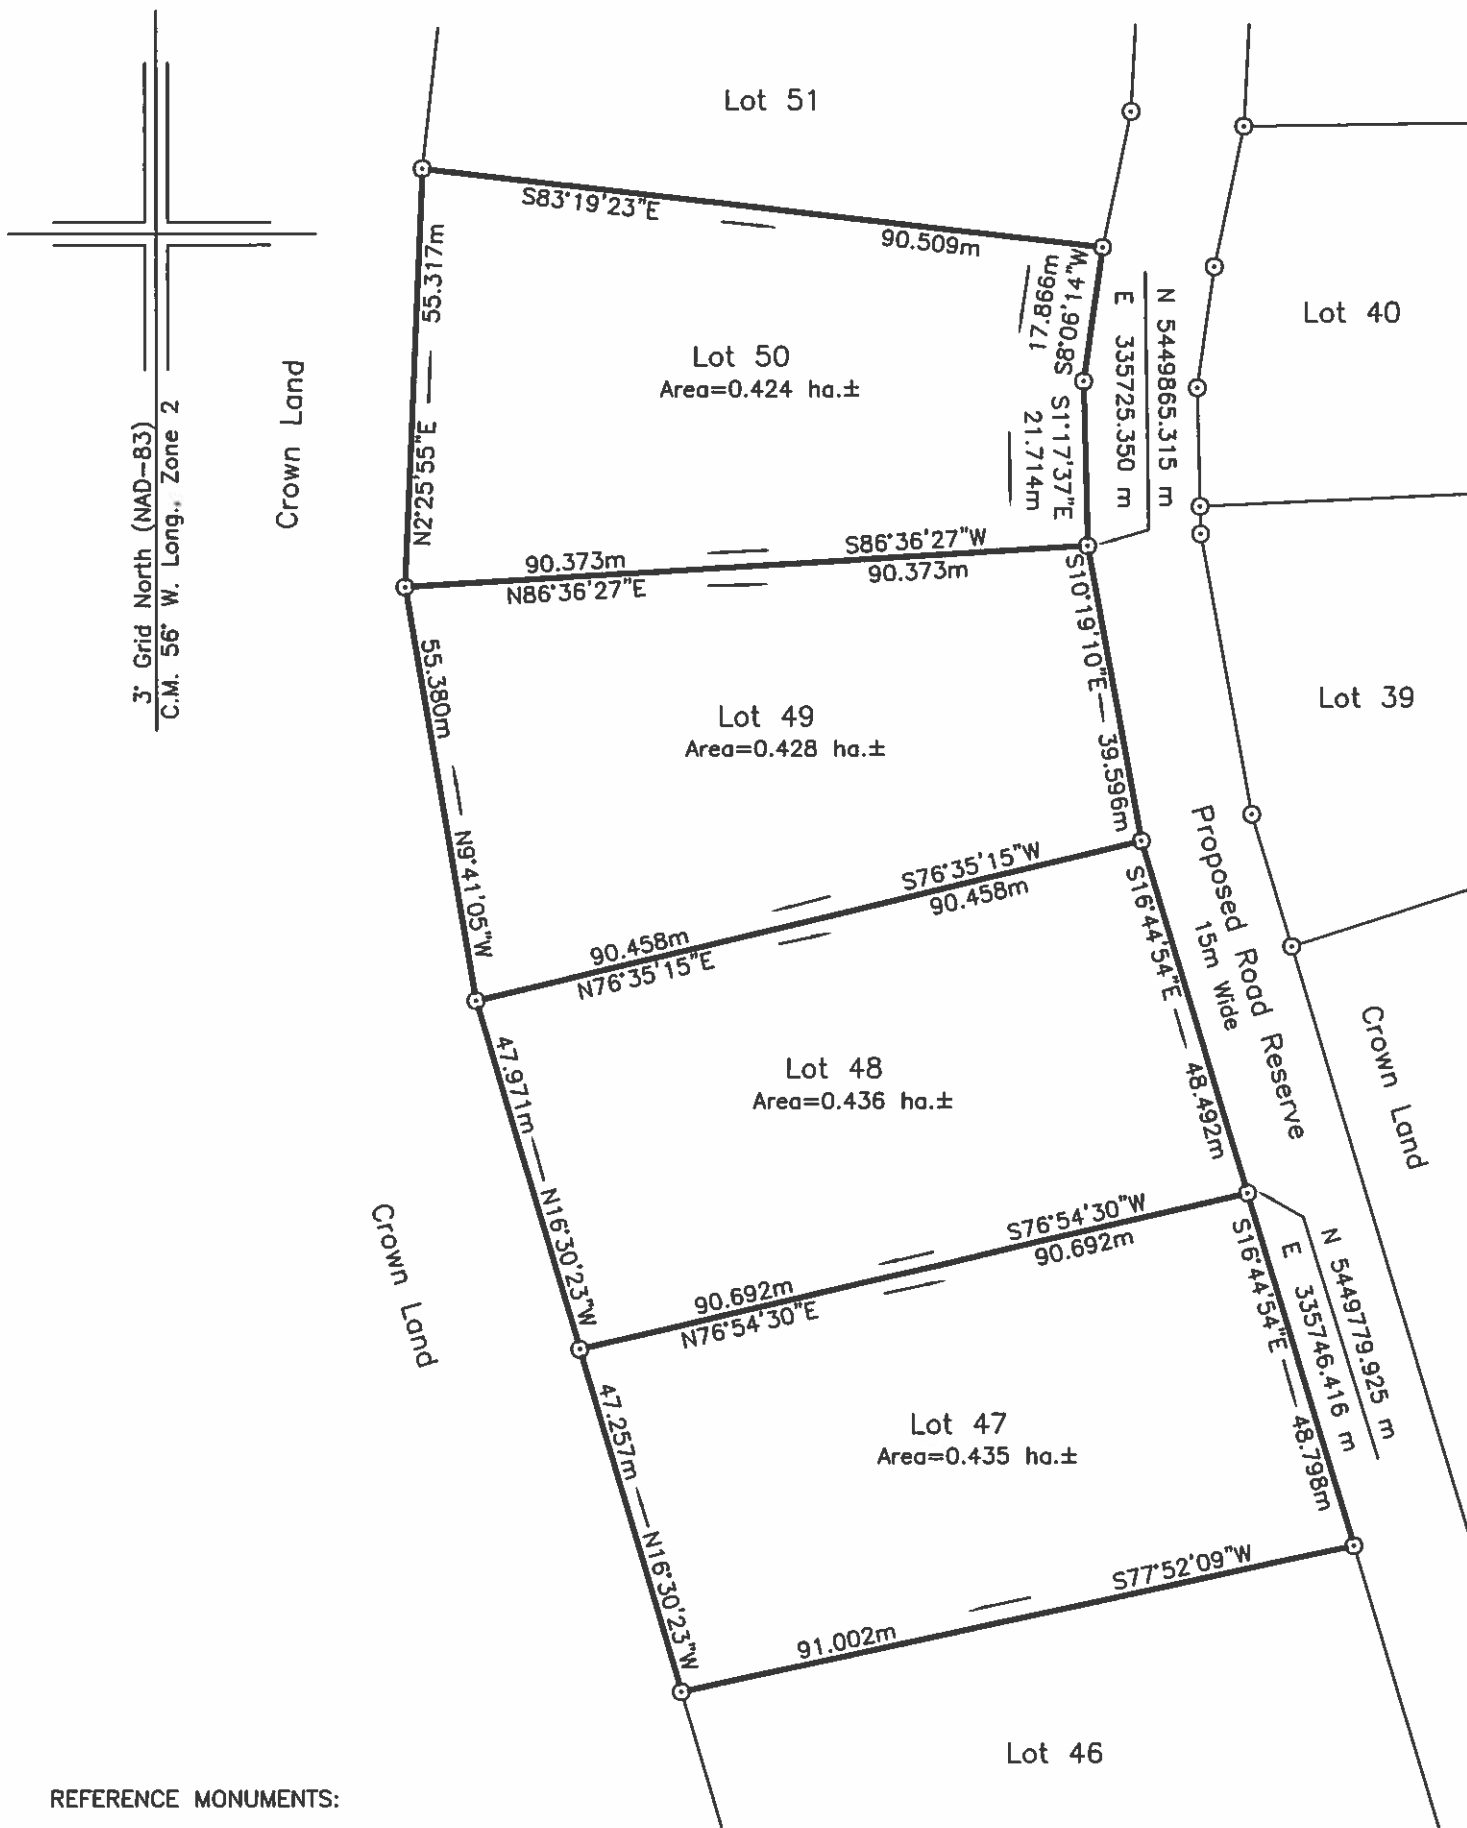 Lot 51
S83°19'23"E
90.509m
55.317m
N2°25'55"E
S8°06'14"W
17.866m
N 5449865.315 m
E 335725.350 m
Lot 40
Lot 50
Area=0.424 ha.±
S1°17'37"E
21.714m
3° Grid North (NAD-83)
C.M. 56° W. Long., Zone 2
Crown Land
S86°36'27"W
90.373m
90.373m
N86°36'27"E
S10°19'10"E
39.596m
55.380m
N9°41'05"W
Lot 49
Area=0.428 ha.±
Lot 39
S76°35'15"W
90.458m
90.458m
N76°35'15"E
Proposed Road Reserve
15m Wide
S16°44'54"E
48.492m
Crown Land
47.971m
N16°30'23"W
Lot 48
Area=0.436 ha.±
Crown Land
S76°54'30"W
90.692m
90.692m
N76°54'30"E
N 5449779.925 m
E 335746.416 m
S16°44'54"E
48.798m
47.257m
N16°30'23"W
Lot 47
Area=0.435 ha.±
S77°52'09"W
91.002m
Lot 46
REFERENCE MONUMENTS: